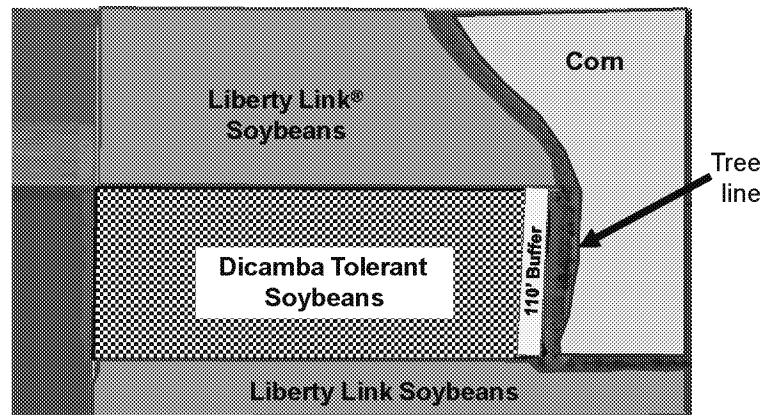 Liberty Link®
Soybeans
Corn
Tree
line
Dicamba Tolerant
Soybeans
110' Buffer
Liberty Link Soybeans